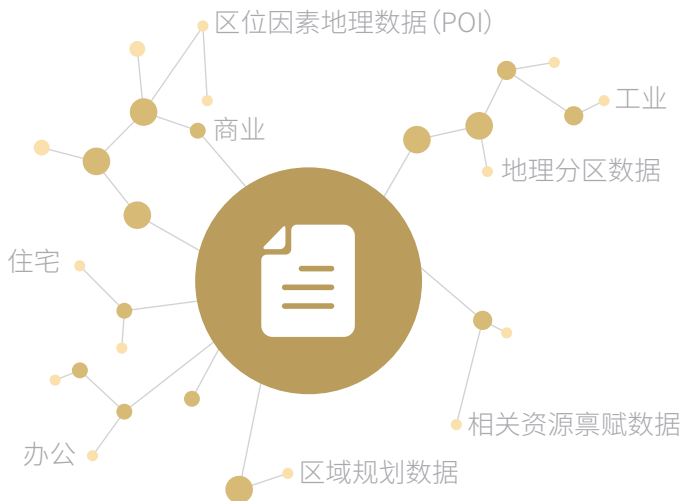 区位因素地理数据(POI)
工业
商业
地理分区数据
住宅
相关资源禀赋数据
办公
区域规划数据